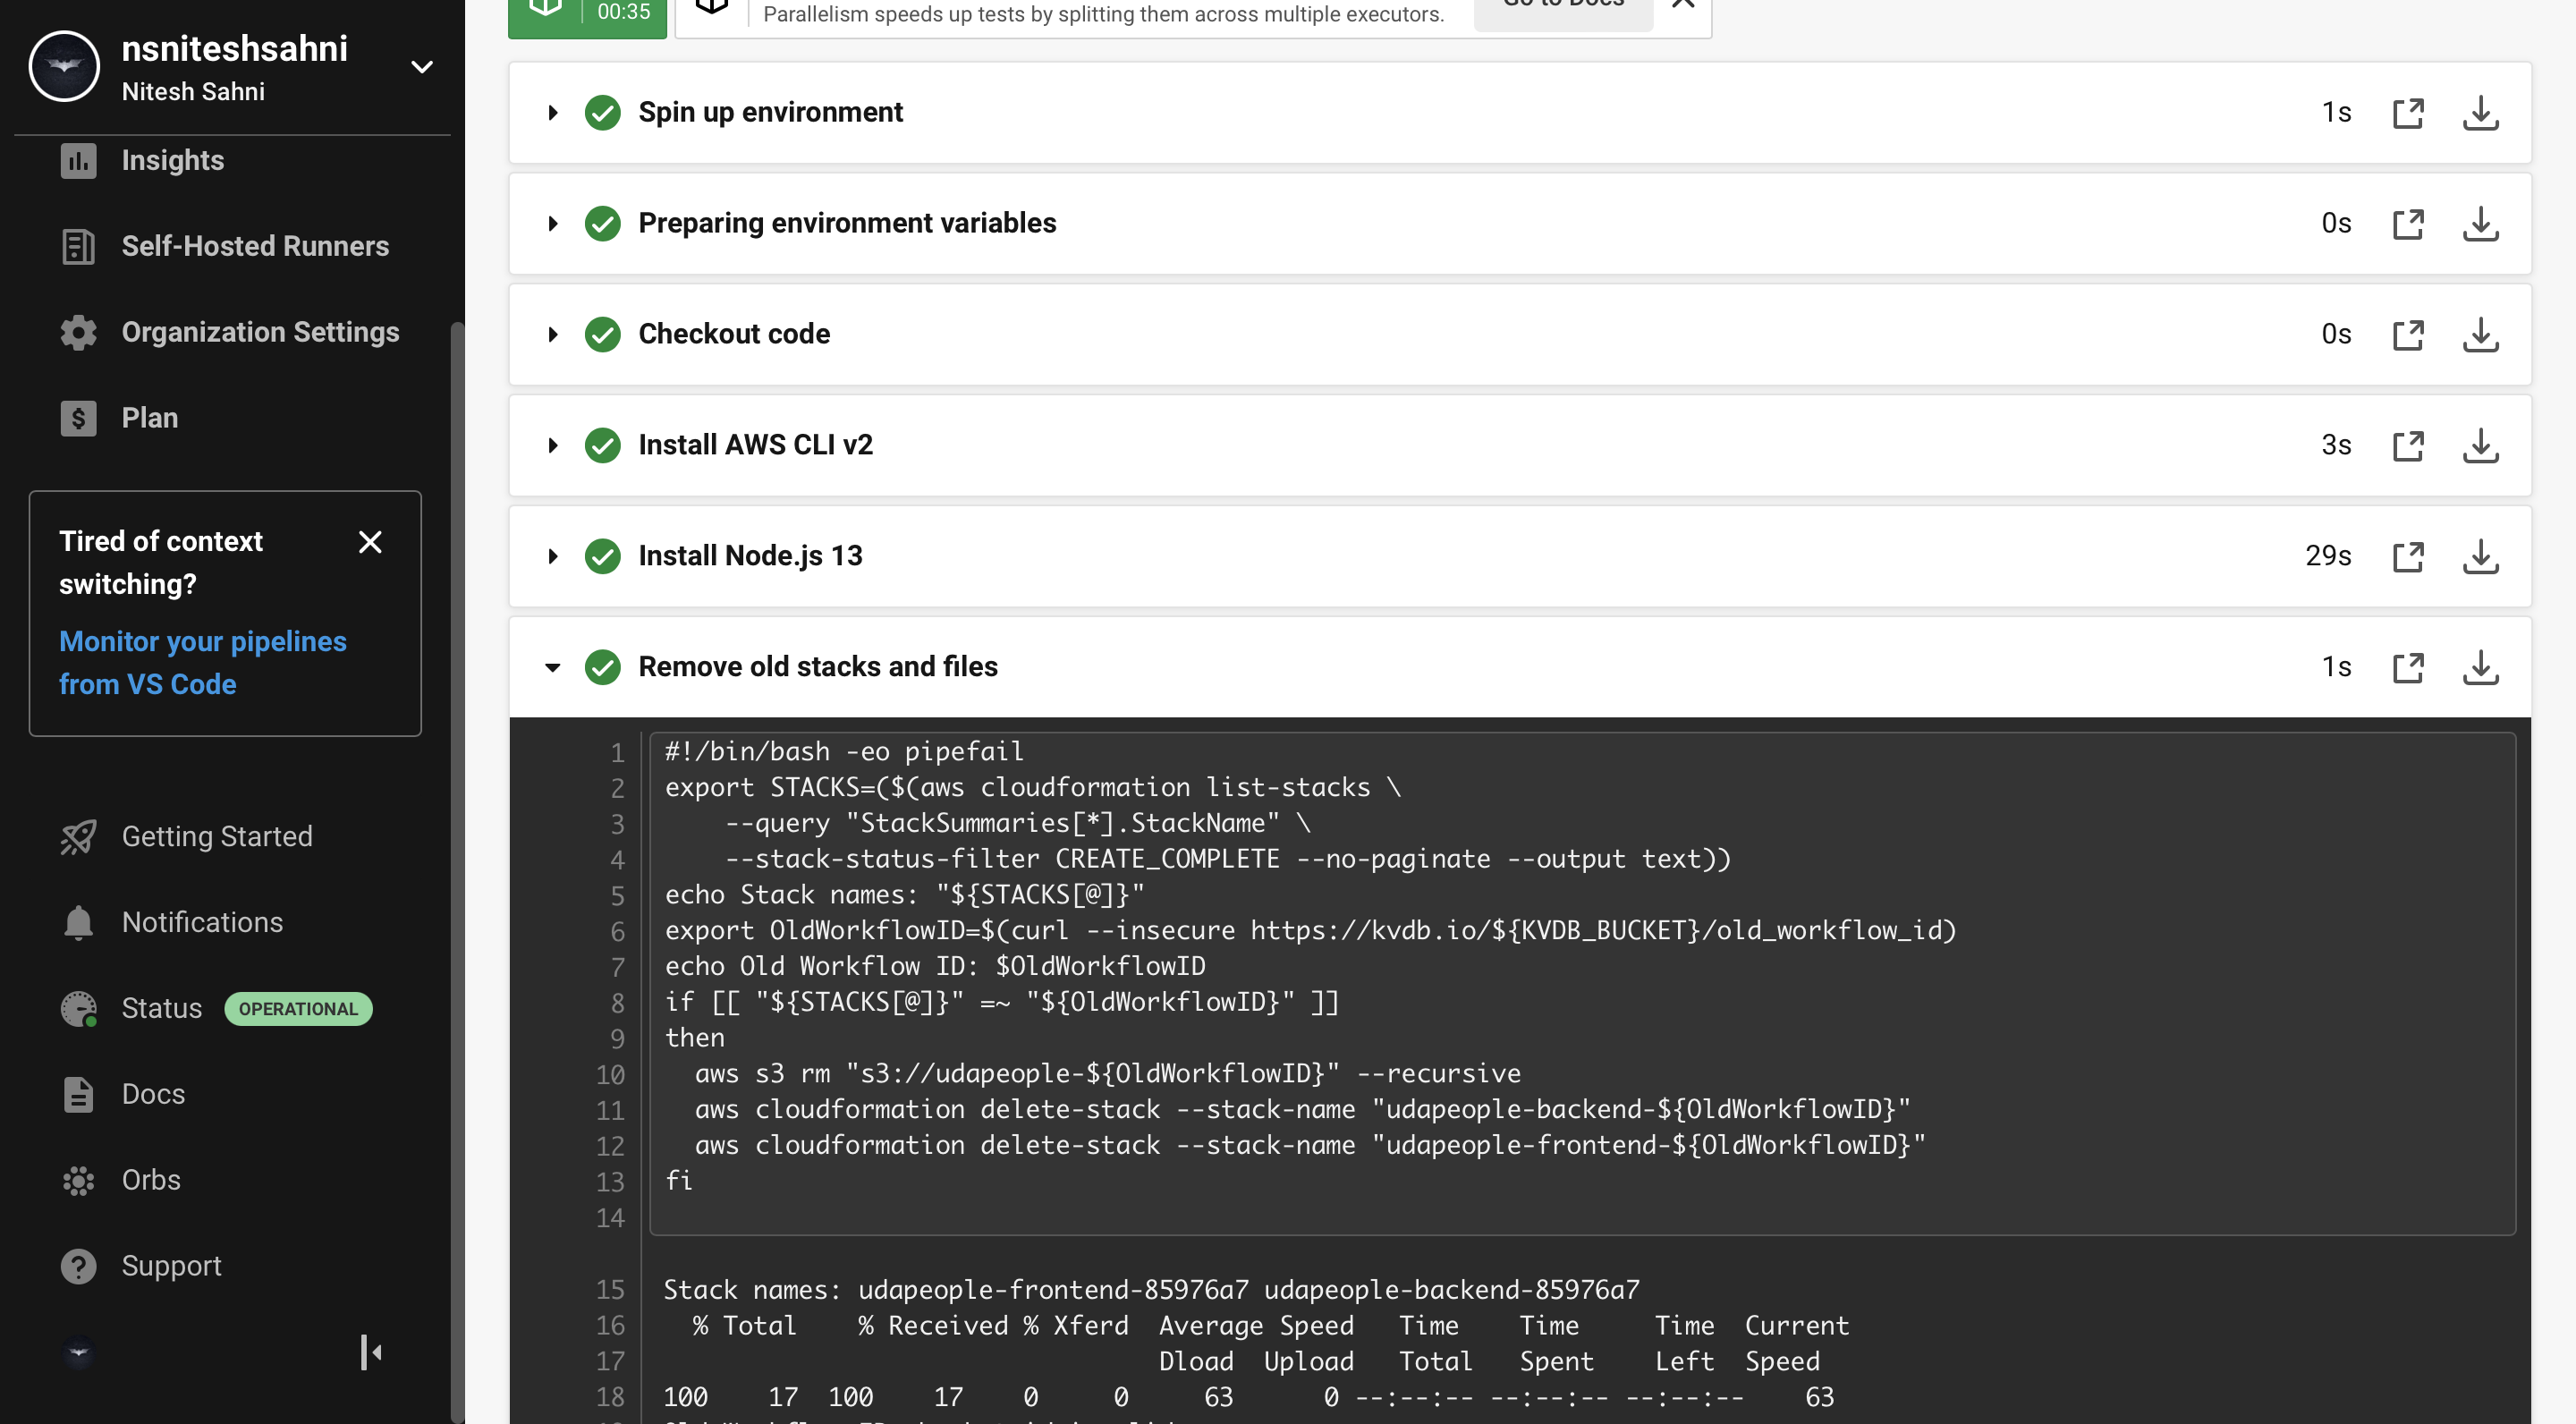 nsniteshsahni
Nitesh Sahni
Insights
Self-Hosted Runners
Organization Settings
Plan
Tired of context
switching?
Monitor your pipelines
from VS Code
Getting Started
Notifications
Status OPERATIONAL
Docs
Orbs
Support
00:35
Parallelism speeds up tests by splitting them across multiple executors.
Go to Docs
Spin up environment 1s
Preparing environment variables 0s
Checkout code 0s
Install AWS CLI v2 3s
Install Node.js 13 29s
Remove old stacks and files 1s
1 #!/bin/bash -eo pipefail
2 export STACKS=($(aws cloudformation list-stacks \
3 --query "StackSummaries[*].StackName" \
4 --stack-status-filter CREATE_COMPLETE --no-paginate --output text))
5 echo Stack names: "${STACKS[@]}"
6 export OldWorkflowID=$(curl --insecure https://kvdb.io/${KVDB_BUCKET}/old_workflow_id)
7 echo Old Workflow ID: $OldWorkflowID
8 if [[ "${STACKS[@]}" =~ "${OldWorkflowID}" ]]
9 then
10 aws s3 rm "s3://udapeople-${OldWorkflowID}" --recursive
11 aws cloudformation delete-stack --stack-name "udapeople-backend-${OldWorkflowID}"
12 aws cloudformation delete-stack --stack-name "udapeople-frontend-${OldWorkflowID}"
13 fi
14
15 Stack names: udapeople-frontend-85976a7 udapeople-backend-85976a7
16 % Total % Received % Xferd Average Speed Time Time Time Current
17 Dload Upload Total Spent Left Speed
18 100 17 100 17 0 0 63 0 --:--:-- --:--:-- --:--:-- 63